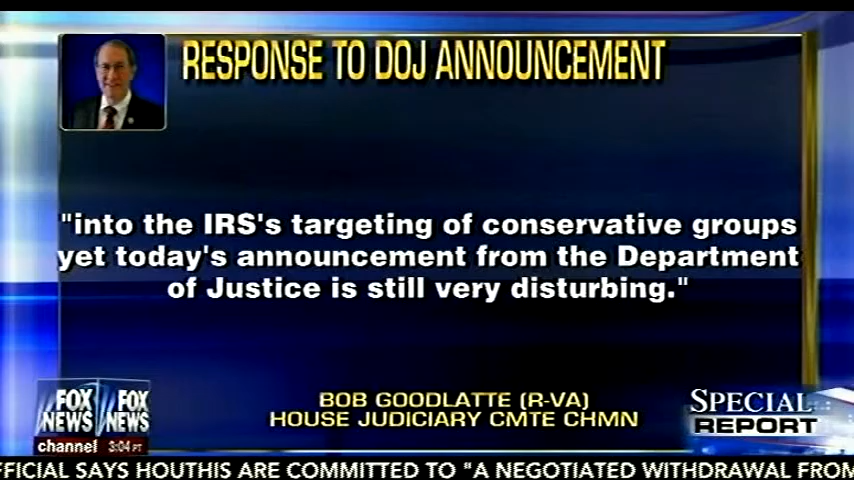 RESPONSE TO DOJ ANNOUNCEMENT
"into the IRS's targeting of conservative groups
yet today's announcement from the Department
of Justice is still very disturbing."
BOB GOODLATTE (R-VA)
HOUSE JUDICIARY CMTE CHMN
FOX NEWS
FOX NEWS
channel 3:04 PT
SPECIAL
REPORT
FFICIAL SAYS HOUTHIS ARE COMMITTED TO "A NEGOTIATED WITHDRAWAL FROM